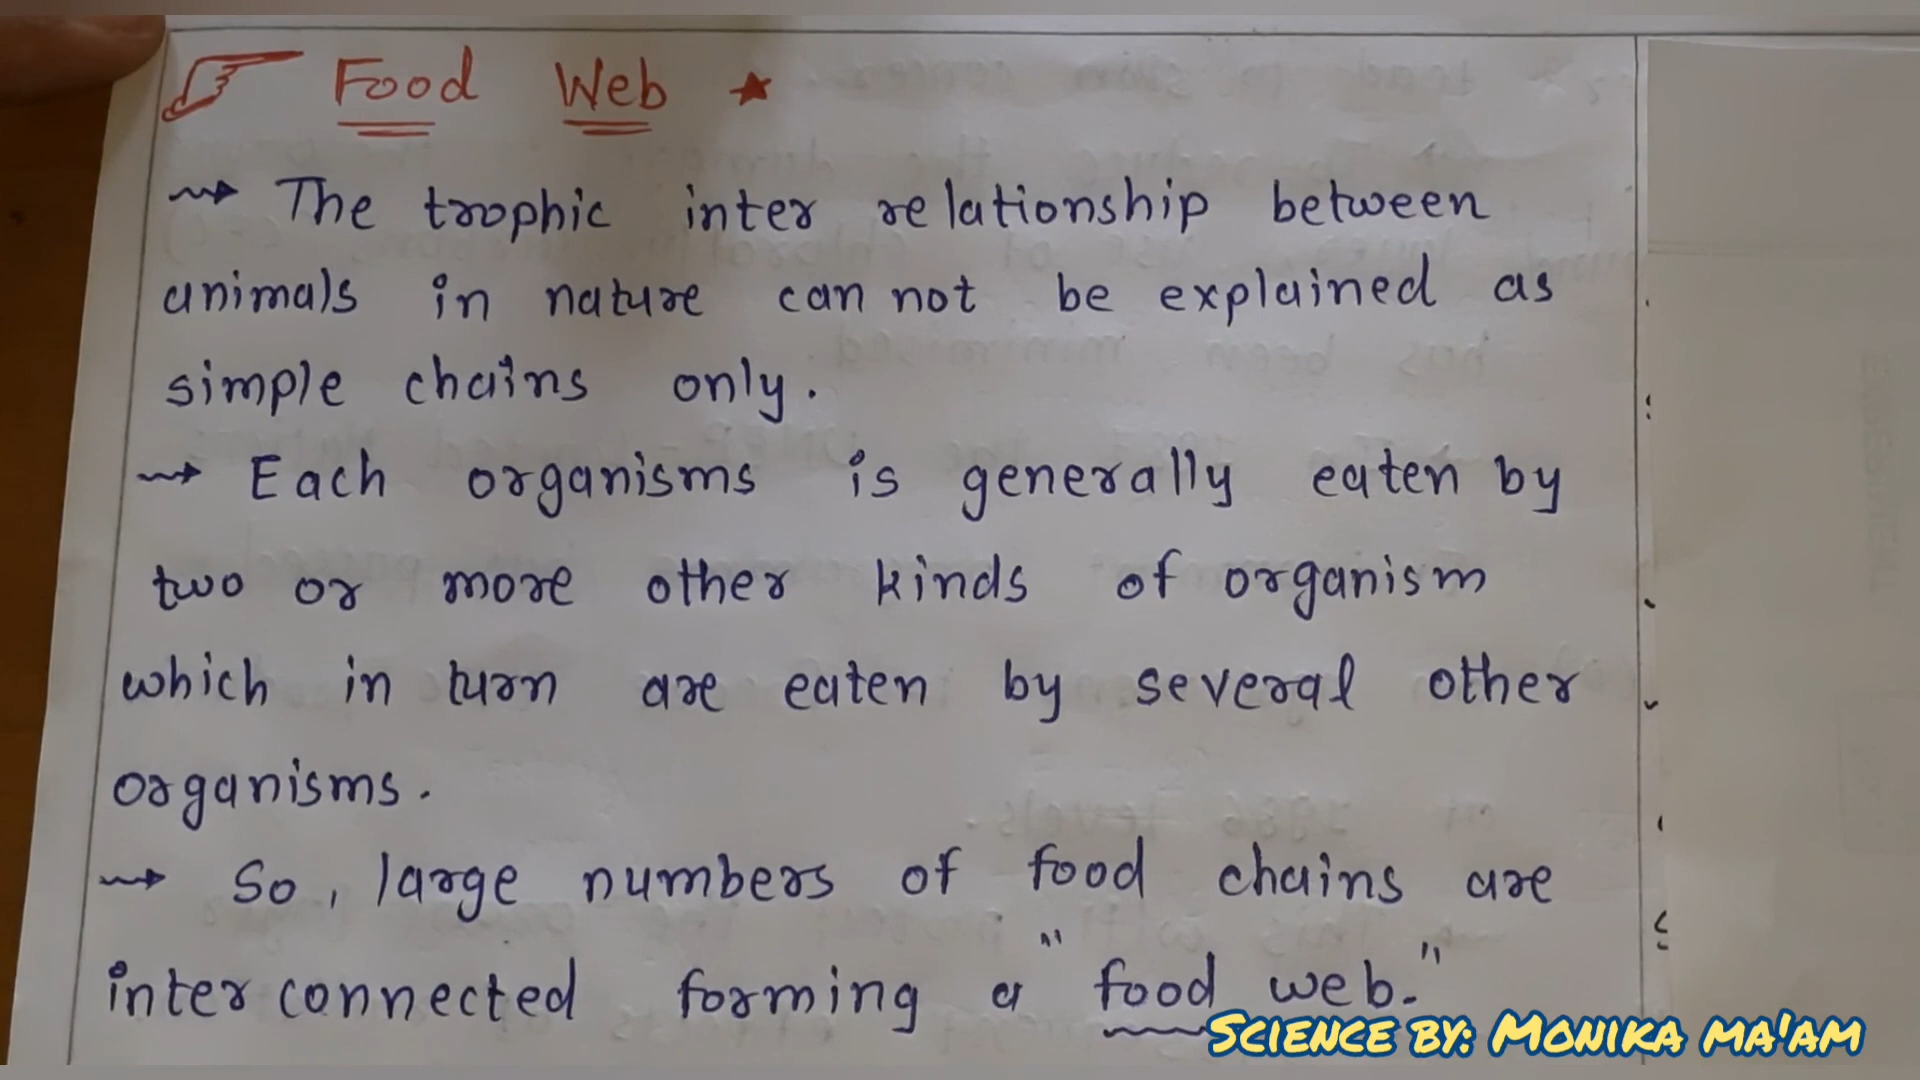 Food Web
The trophic inter relationship between
animals in nature can not be explained as
simple chains only.
Each organisms is generally eaten by
two or more other kinds of organism
which in turn are eaten by several other
organisms.
So, large numbers of food chains are
inter connected forming a "food web."
SCIENCE BY: MONIKA MA'AM